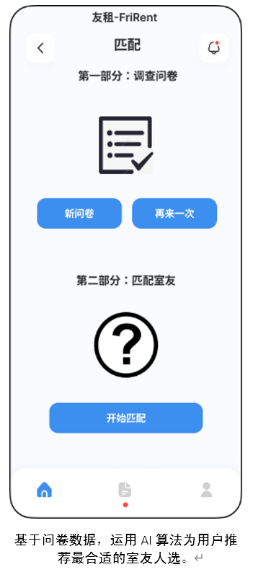 友租-FriRent
匹配
第一部分：调查问卷
新问卷
再来一次
第二部分：匹配室友
开始匹配
基于问卷数据，运用 AI 算法为用户推
荐最合适的室友人选。